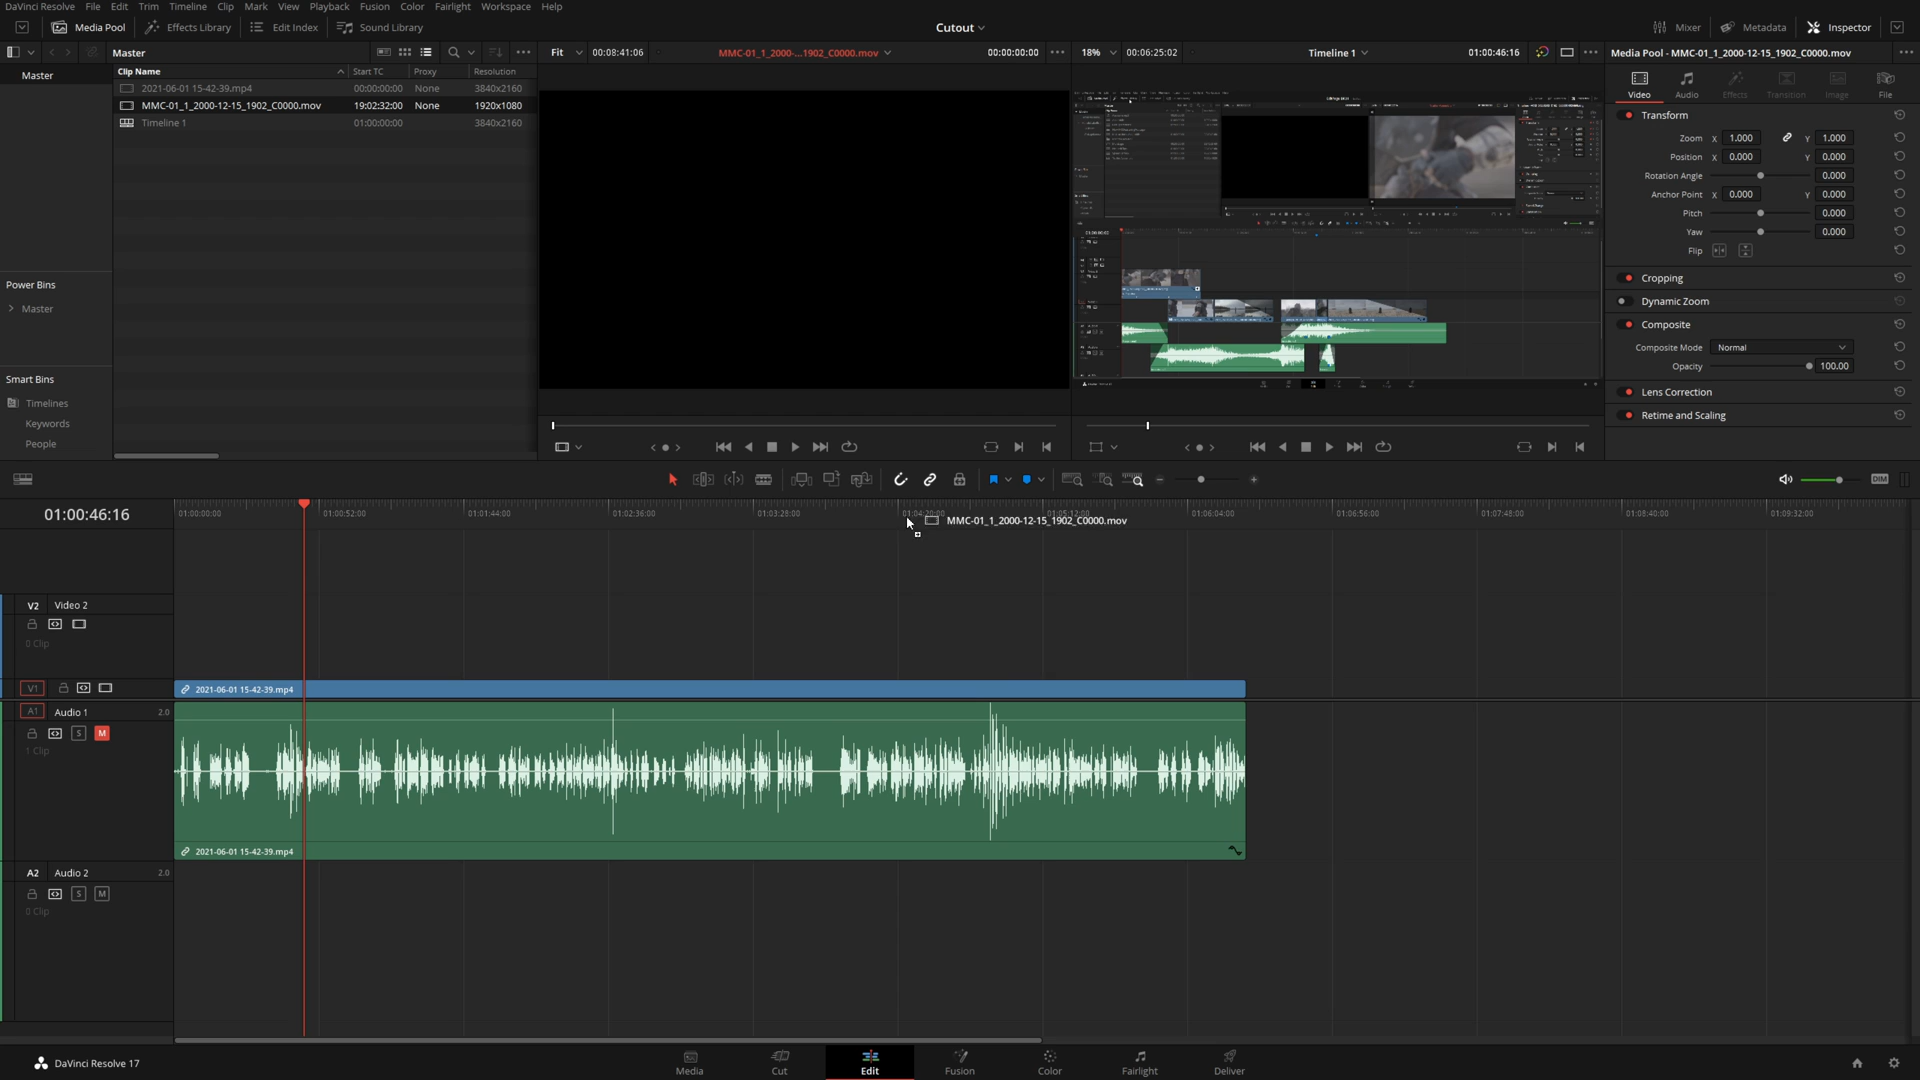 DaVinci Resolve File Edit Trim Timeline Clip Mark View Playback Fusion Color Fairlight Workspace Help
Media Pool Effects Library Edit Index Sound Library Cutout Mixer Metadata Inspector
Master Fit 00:08:41:06 MMC-01_1_2000-...1902_C0000.mov 00:00:00:00 18% 00:06:25:02 Timeline 1 01:00:46:16 Media Pool - MMC-01_1_2000-12-15_1902_C0000.mov
Master
Clip Name Start TC Proxy Resolution
2021-06-01 15-42-39.mp4 00:00:00:00 None 3840x2160
MMC-01_1_2000-12-15_1902_C0000.mov 19:02:32:00 None 1920x1080
Timeline 1 01:00:00:00 3840x2160
Power Bins
Master
Smart Bins
Timelines
Keywords
People
Video Audio Effects Transition Image File
Transform
Zoom X 1.000 Y 1.000
Position X 0.000 Y 0.000
Rotation Angle 0.000
Anchor Point X 0.000 Y 0.000
Pitch 0.000
Yaw 0.000
Flip
Cropping
Dynamic Zoom
Composite
Composite Mode Normal
Opacity 100.00
Lens Correction
Retime and Scaling
DIM
01:00:46:16
01:00:00:00 01:00:52:00 01:01:44:00 01:02:36:00 01:03:28:00 01:04:20:00 01:05:12:00 01:06:04:00 01:06:56:00 01:07:48:00 01:08:40:00 01:09:32:00
MMC-01_1_2000-12-15_1902_C0000.mov
V2 Video 2
0 Clip
V1
2021-06-01 15-42-39.mp4
A1 Audio 1 2.0
S M
1 Clip
2021-06-01 15-42-39.mp4
A2 Audio 2 2.0
S M
0 Clip
DaVinci Resolve 17
Media Cut Edit Fusion Color Fairlight Deliver